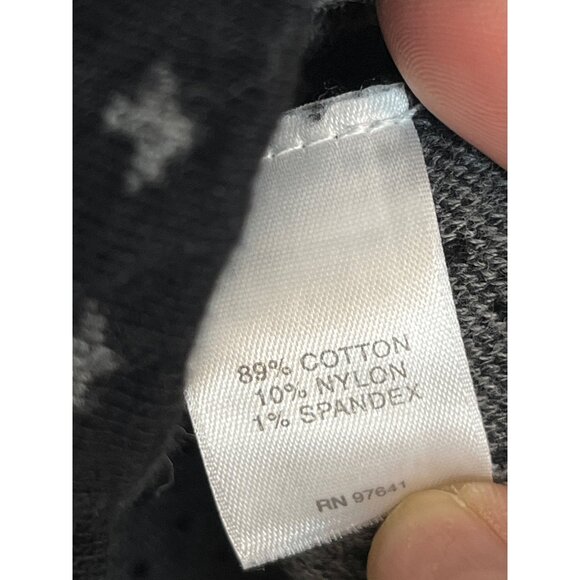 89% COTTON
10% NYLON
1% SPANDEX
RN 97641